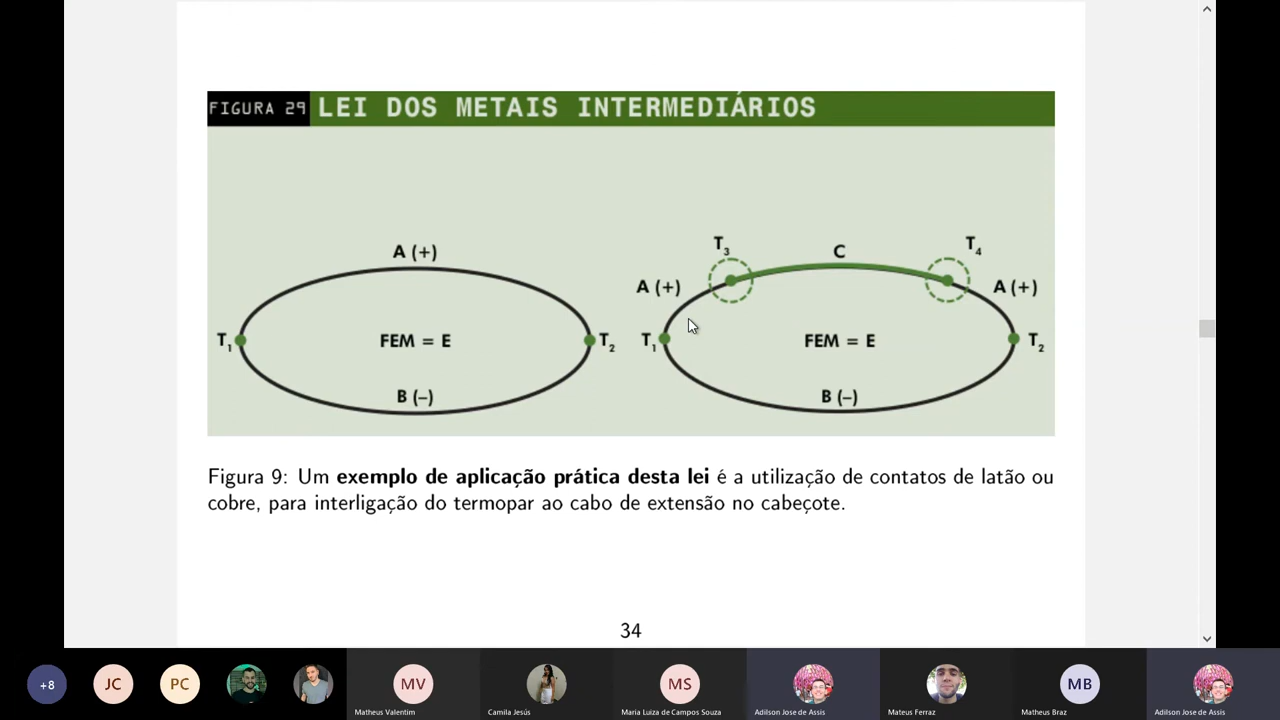 FIGURA 29 LEI DOS METAIS INTERMEDIÁRIOS
A (+)
T1
FEM = E
T2
B (–)
T3
C
T4
A (+)
A (+)
T1
FEM = E
T2
B (–)
Figura 9: Um exemplo de aplicação prática desta lei é a utilização de contatos de latão ou
cobre, para interligação do termopar ao cabo de extensão no cabeçote.
34
+8
JC
PC
MV
MS
MB
Matheus Valentim
Camila Jesús
Maria Luiza de Campos Souza
Adilson Jose de Assis
Mateus Ferraz
Matheus Braz
Adilson Jose de Assis